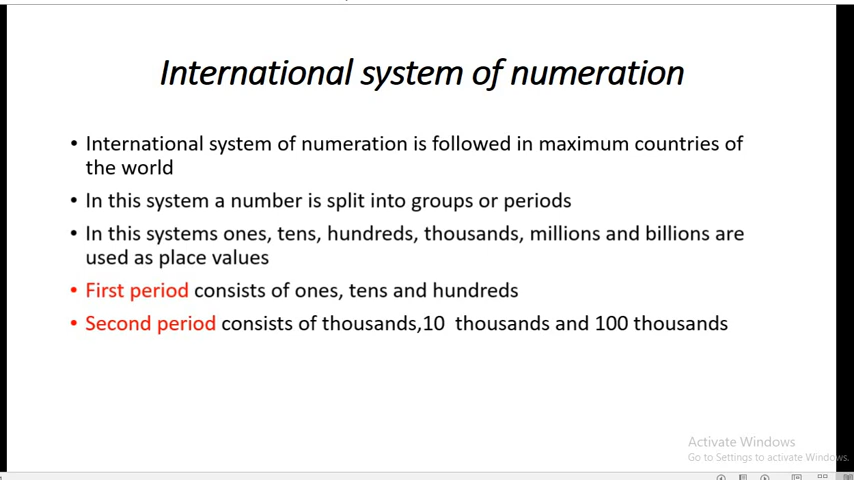 International system of numeration
• International system of numeration is followed in maximum countries of
the world
• In this system a number is split into groups or periods
• In this systems ones, tens, hundreds, thousands, millions and billions are
used as place values
• First period consists of ones, tens and hundreds
• Second period consists of thousands,10  thousands and 100 thousands
Activate Windows
Go to Settings to activate Windows.